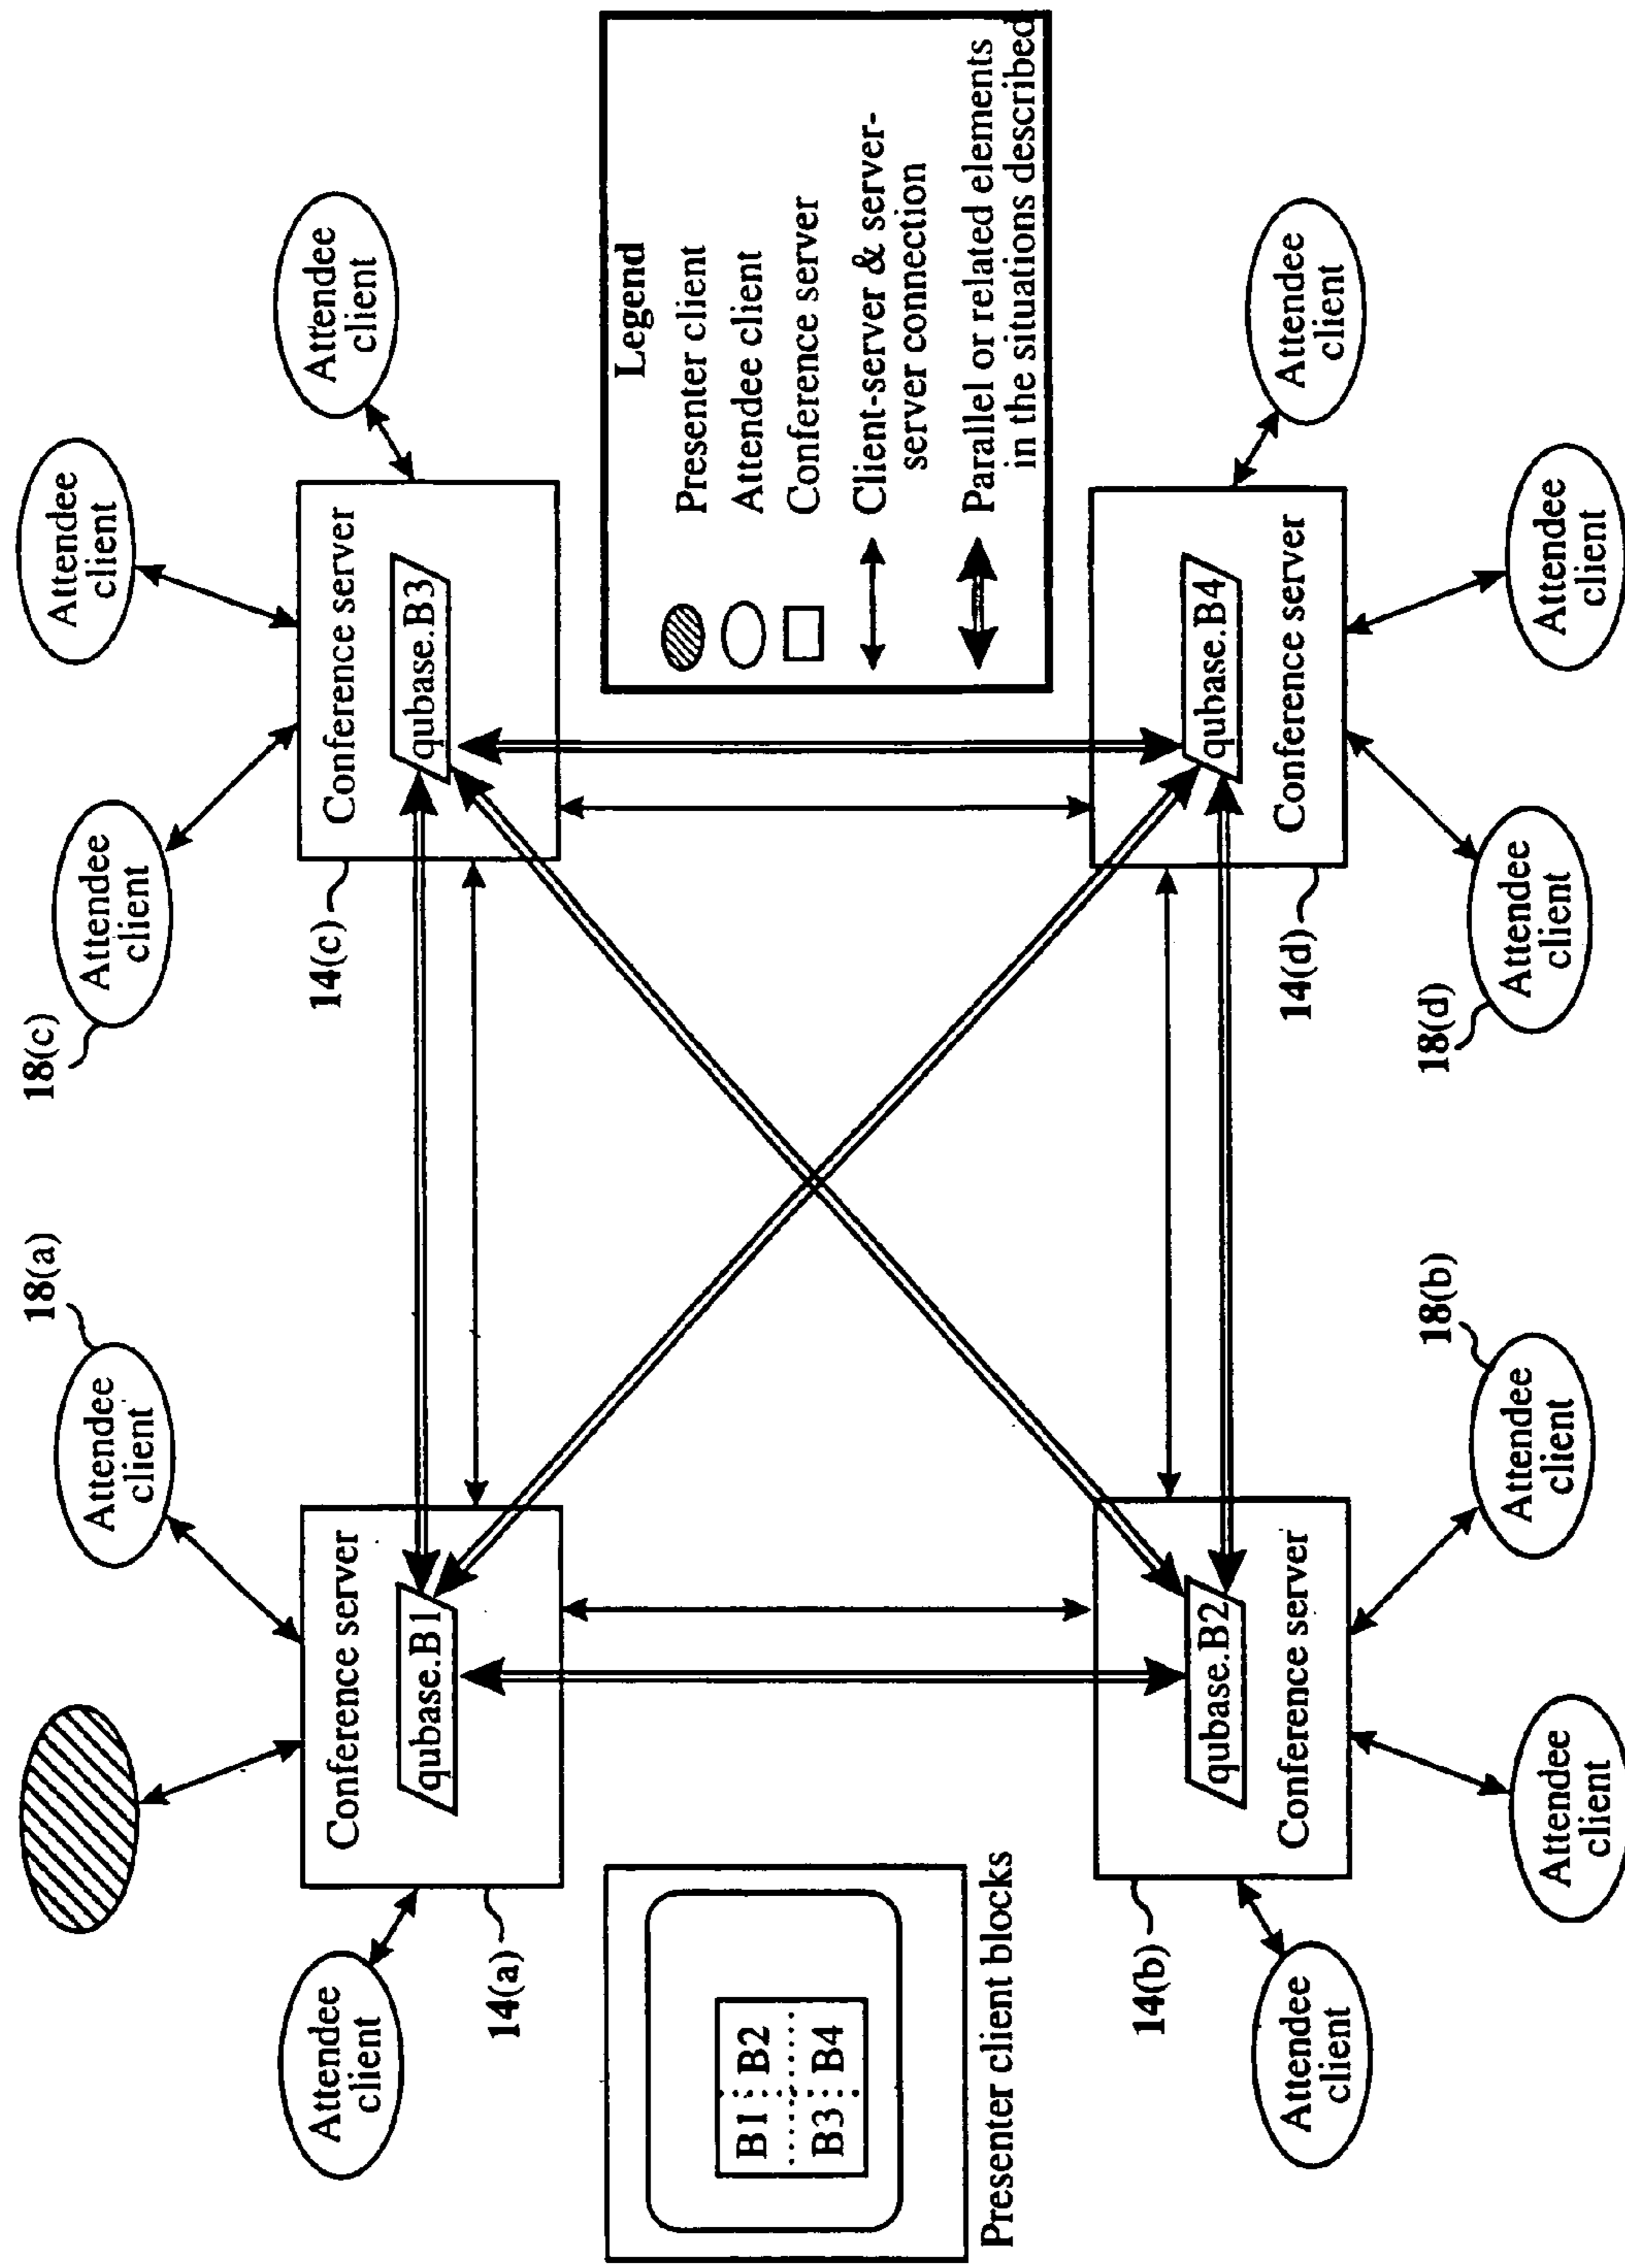 18(a)
18(c)
Attendee
client
Attendee
client
Attendee
client
Attendee
client
Attendee
client
Conference server
qubase.B1
14(a)
Conference server
qubase.B3
14(c)
B1 B2
B3 B4
Presenter client blocks
Legend
Presenter client
Attendee client
Conference server
Client-server & server-
server connection
Parallel or related elements
in the situations described
14(b)
qubase.B2
Conference server
14(d)
qubase.B4
Conference server
Attendee
client
Attendee
client
18(b)
18(d)
Attendee
client
Attendee
client
Attendee
client
Attendee
client